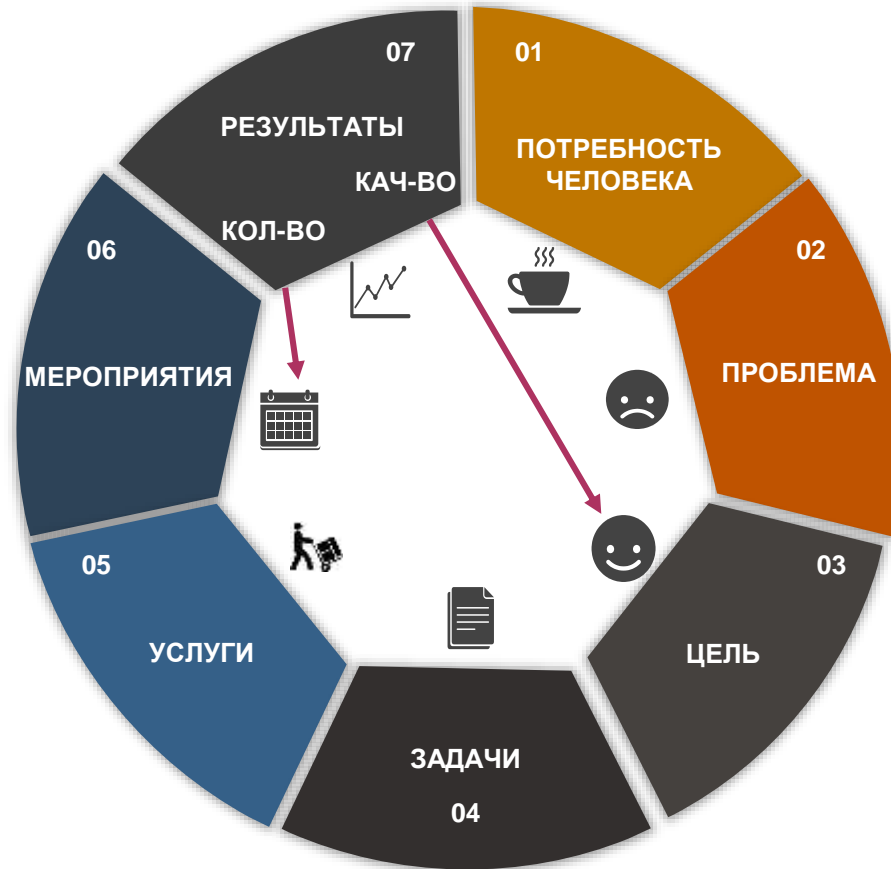 01
ПОТРЕБНОСТЬ
ЧЕЛОВЕКА
02
ПРОБЛЕМА
03
ЦЕЛЬ
ЗАДАЧИ
04
05
УСЛУГИ
06
МЕРОПРИЯТИЯ
07
РЕЗУЛЬТАТЫ
КАЧ-ВО
КОЛ-ВО